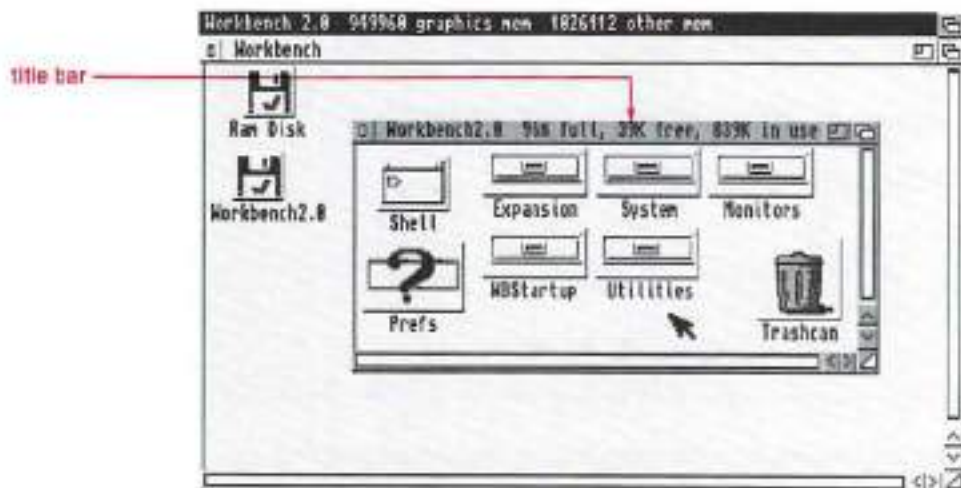 Workbench 2.0 949960 graphics mem 1826112 other mem
Workbench
title bar
Ram Disk
Workbench2.0 96% full, 39K free, 839K in use
Workbench2.0
Shell
Expansion
System
Monitors
Prefs
WBStartup
Utilities
Trashcan